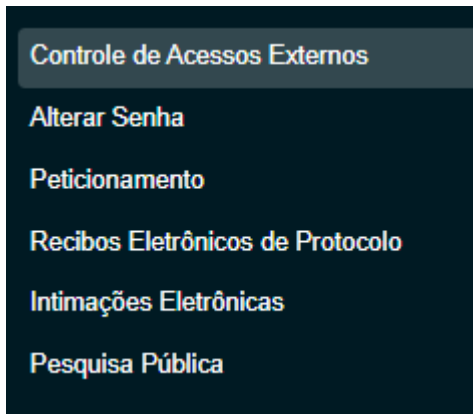 Controle de Acessos Externos
Alterar Senha
Peticionamento
Recibos Eletrônicos de Protocolo
Intimações Eletrônicas
Pesquisa Pública